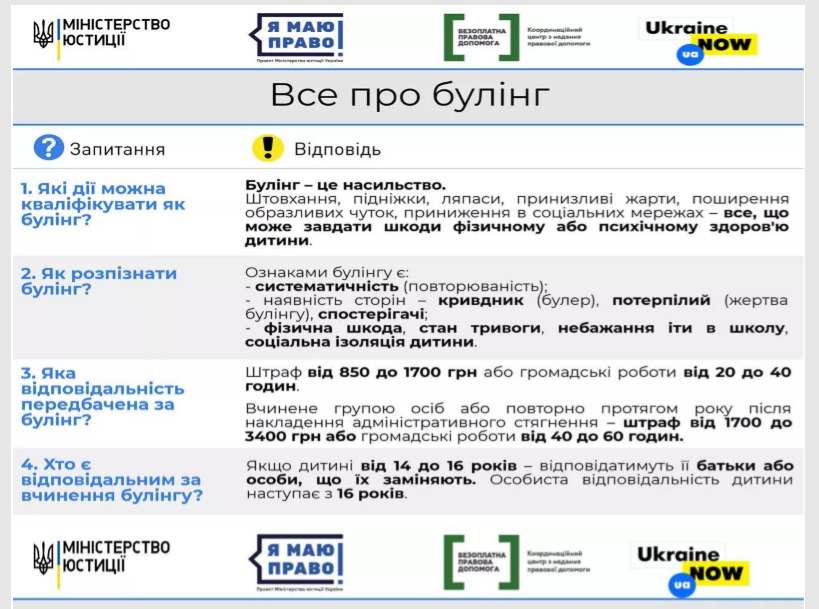 МІНІСТЕРСТВО
ЮСТИЦІЇ
Я МАЮ
ПРАВО!
Проект Міністерства юстиції України
БЕЗОПЛАТНА
ПРАВОВА
ДОПОМОГА
Координаційний
центр з надання
правової допомоги
Ukraine
ua NOW
Все про булінг
? Запитання
! Відповідь
1. Які дії можна
кваліфікувати як
булінг?
Булінг – це насильство.
Штовхання, підніжки, ляпаси, принизливі жарти, поширення
образливих чуток, приниження в соціальних мережах – все, що
може завдати шкоди фізичному або психічному здоров'ю
дитини.
2. Як розпізнати
булінг?
Ознаками булінгу є:
- систематичність (повторюваність);
- наявність сторін – кривдник (булер), потерпілий (жертва
булінгу), спостерігачі;
- фізична шкода, стан тривоги, небажання іти в школу,
соціальна ізоляція дитини.
3. Яка
відповідальність
передбачена за
булінг?
Штраф від 850 до 1700 грн або громадські роботи від 20 до 40
годин.
Вчинене групою осіб або повторно протягом року після
накладення адміністративного стягнення – штраф від 1700 до
3400 грн або громадські роботи від 40 до 60 годин.
4. Хто є
відповідальним за
вчинення булінгу?
Якщо дитині від 14 до 16 років – відповідатимуть її батьки або
особи, що їх заміняють. Особиста відповідальність дитини
наступає з 16 років.
МІНІСТЕРСТВО
ЮСТИЦІЇ
Я МАЮ
ПРАВО!
Проект Міністерства юстиції України
БЕЗОПЛАТНА
ПРАВОВА
ДОПОМОГА
Координаційний
центр з надання
правової допомоги
Ukraine
ua NOW